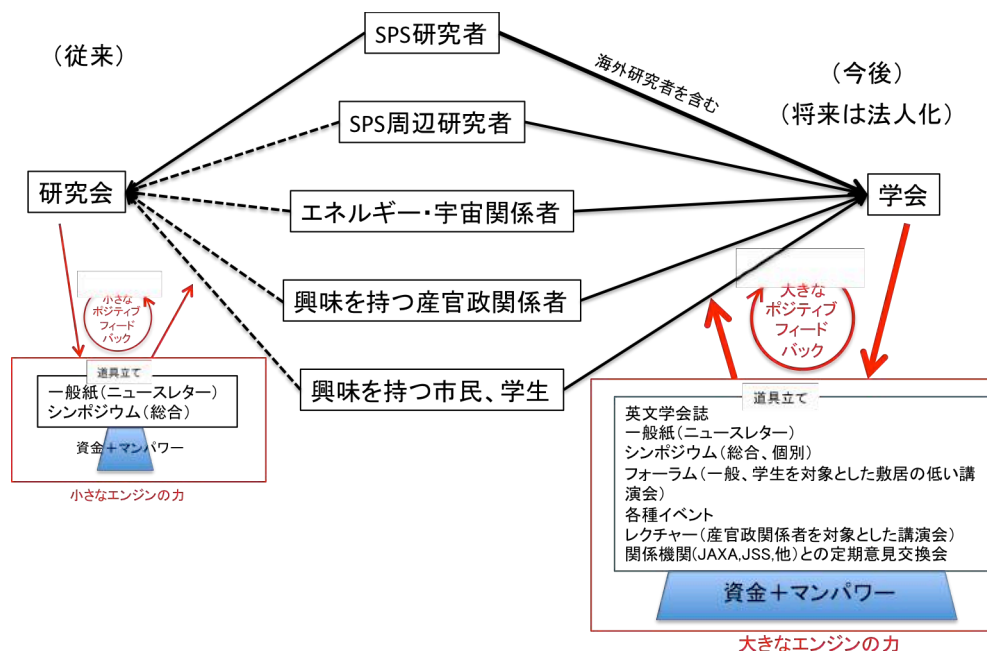 （従来）
SPS研究者
海外研究者を含む
（今後）
（将来は法人化）
SPS周辺研究者
研究会
エネルギー・宇宙関係者
学会
興味を持つ産官政関係者
興味を持つ市民、学生
小さな
ポジティブ
フィード
バック
道具立て
一般紙（ニュースレター）
シンポジウム（総合）
資金＋マンパワー
小さなエンジンの力
大きな
ポジティブ
フィード
バック
道具立て
英文学会誌
一般紙（ニュースレター）
シンポジウム（総合、個別）
フォーラム（一般、学生を対象とした敷居の低い講
演会）
各種イベント
レクチャー（産官政関係者を対象とした講演会）
関係機関（JAXA,JSS,他）との定期意見交換会
資金＋マンパワー
大きなエンジンの力